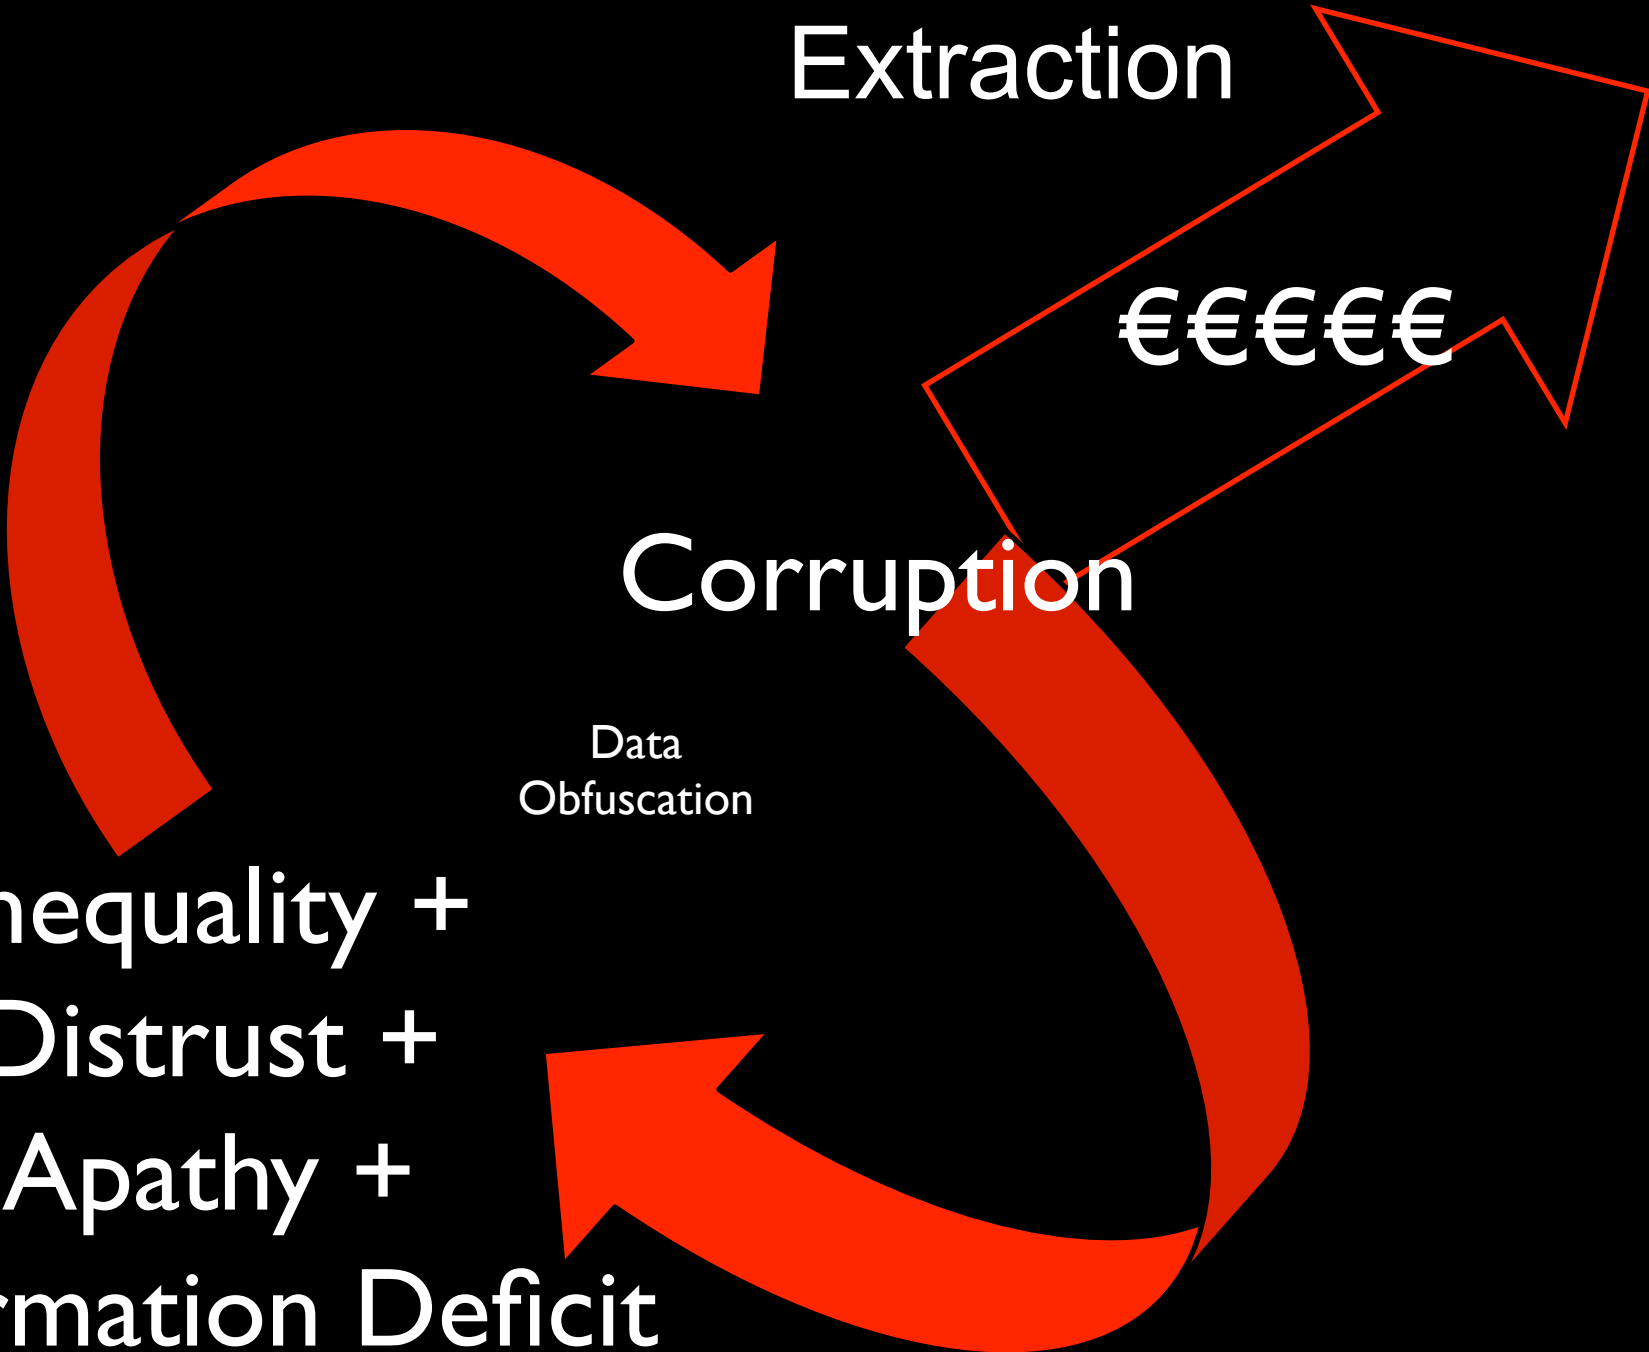 Extraction
€€€€€
Corruption
Data
Obfuscation
nequality +
Distrust +
Apathy +
rmation Deficit